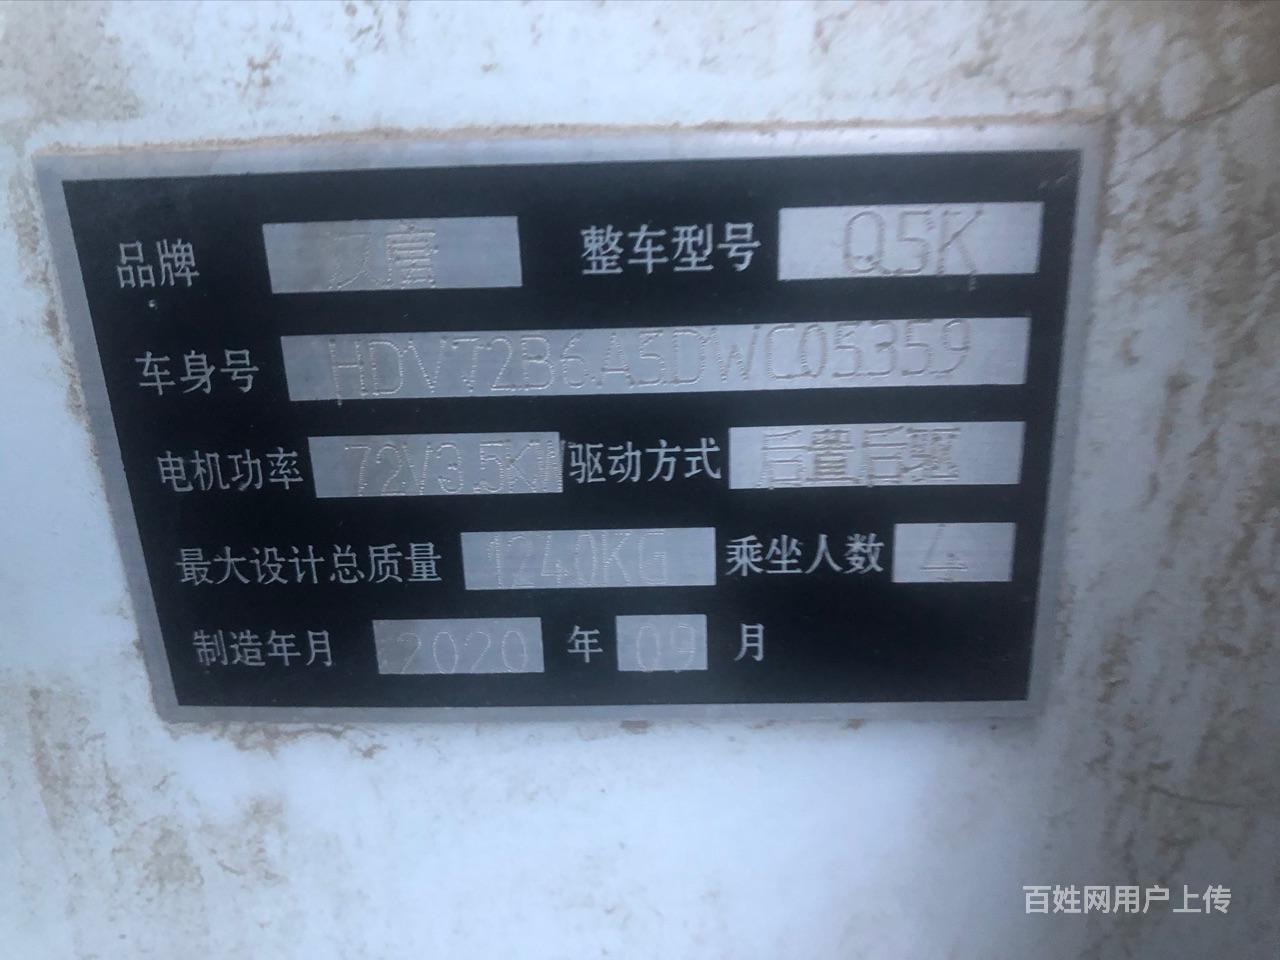 品牌 汉唐 整车型号 Q5K
车身号 HDV72B6A3DWC05359
电机功率 72V3.5KW 驱动方式 后置后驱
最大设计总质量 1240KG 乘坐人数 4
制造年月 2020 年 09 月
百姓网用户上传